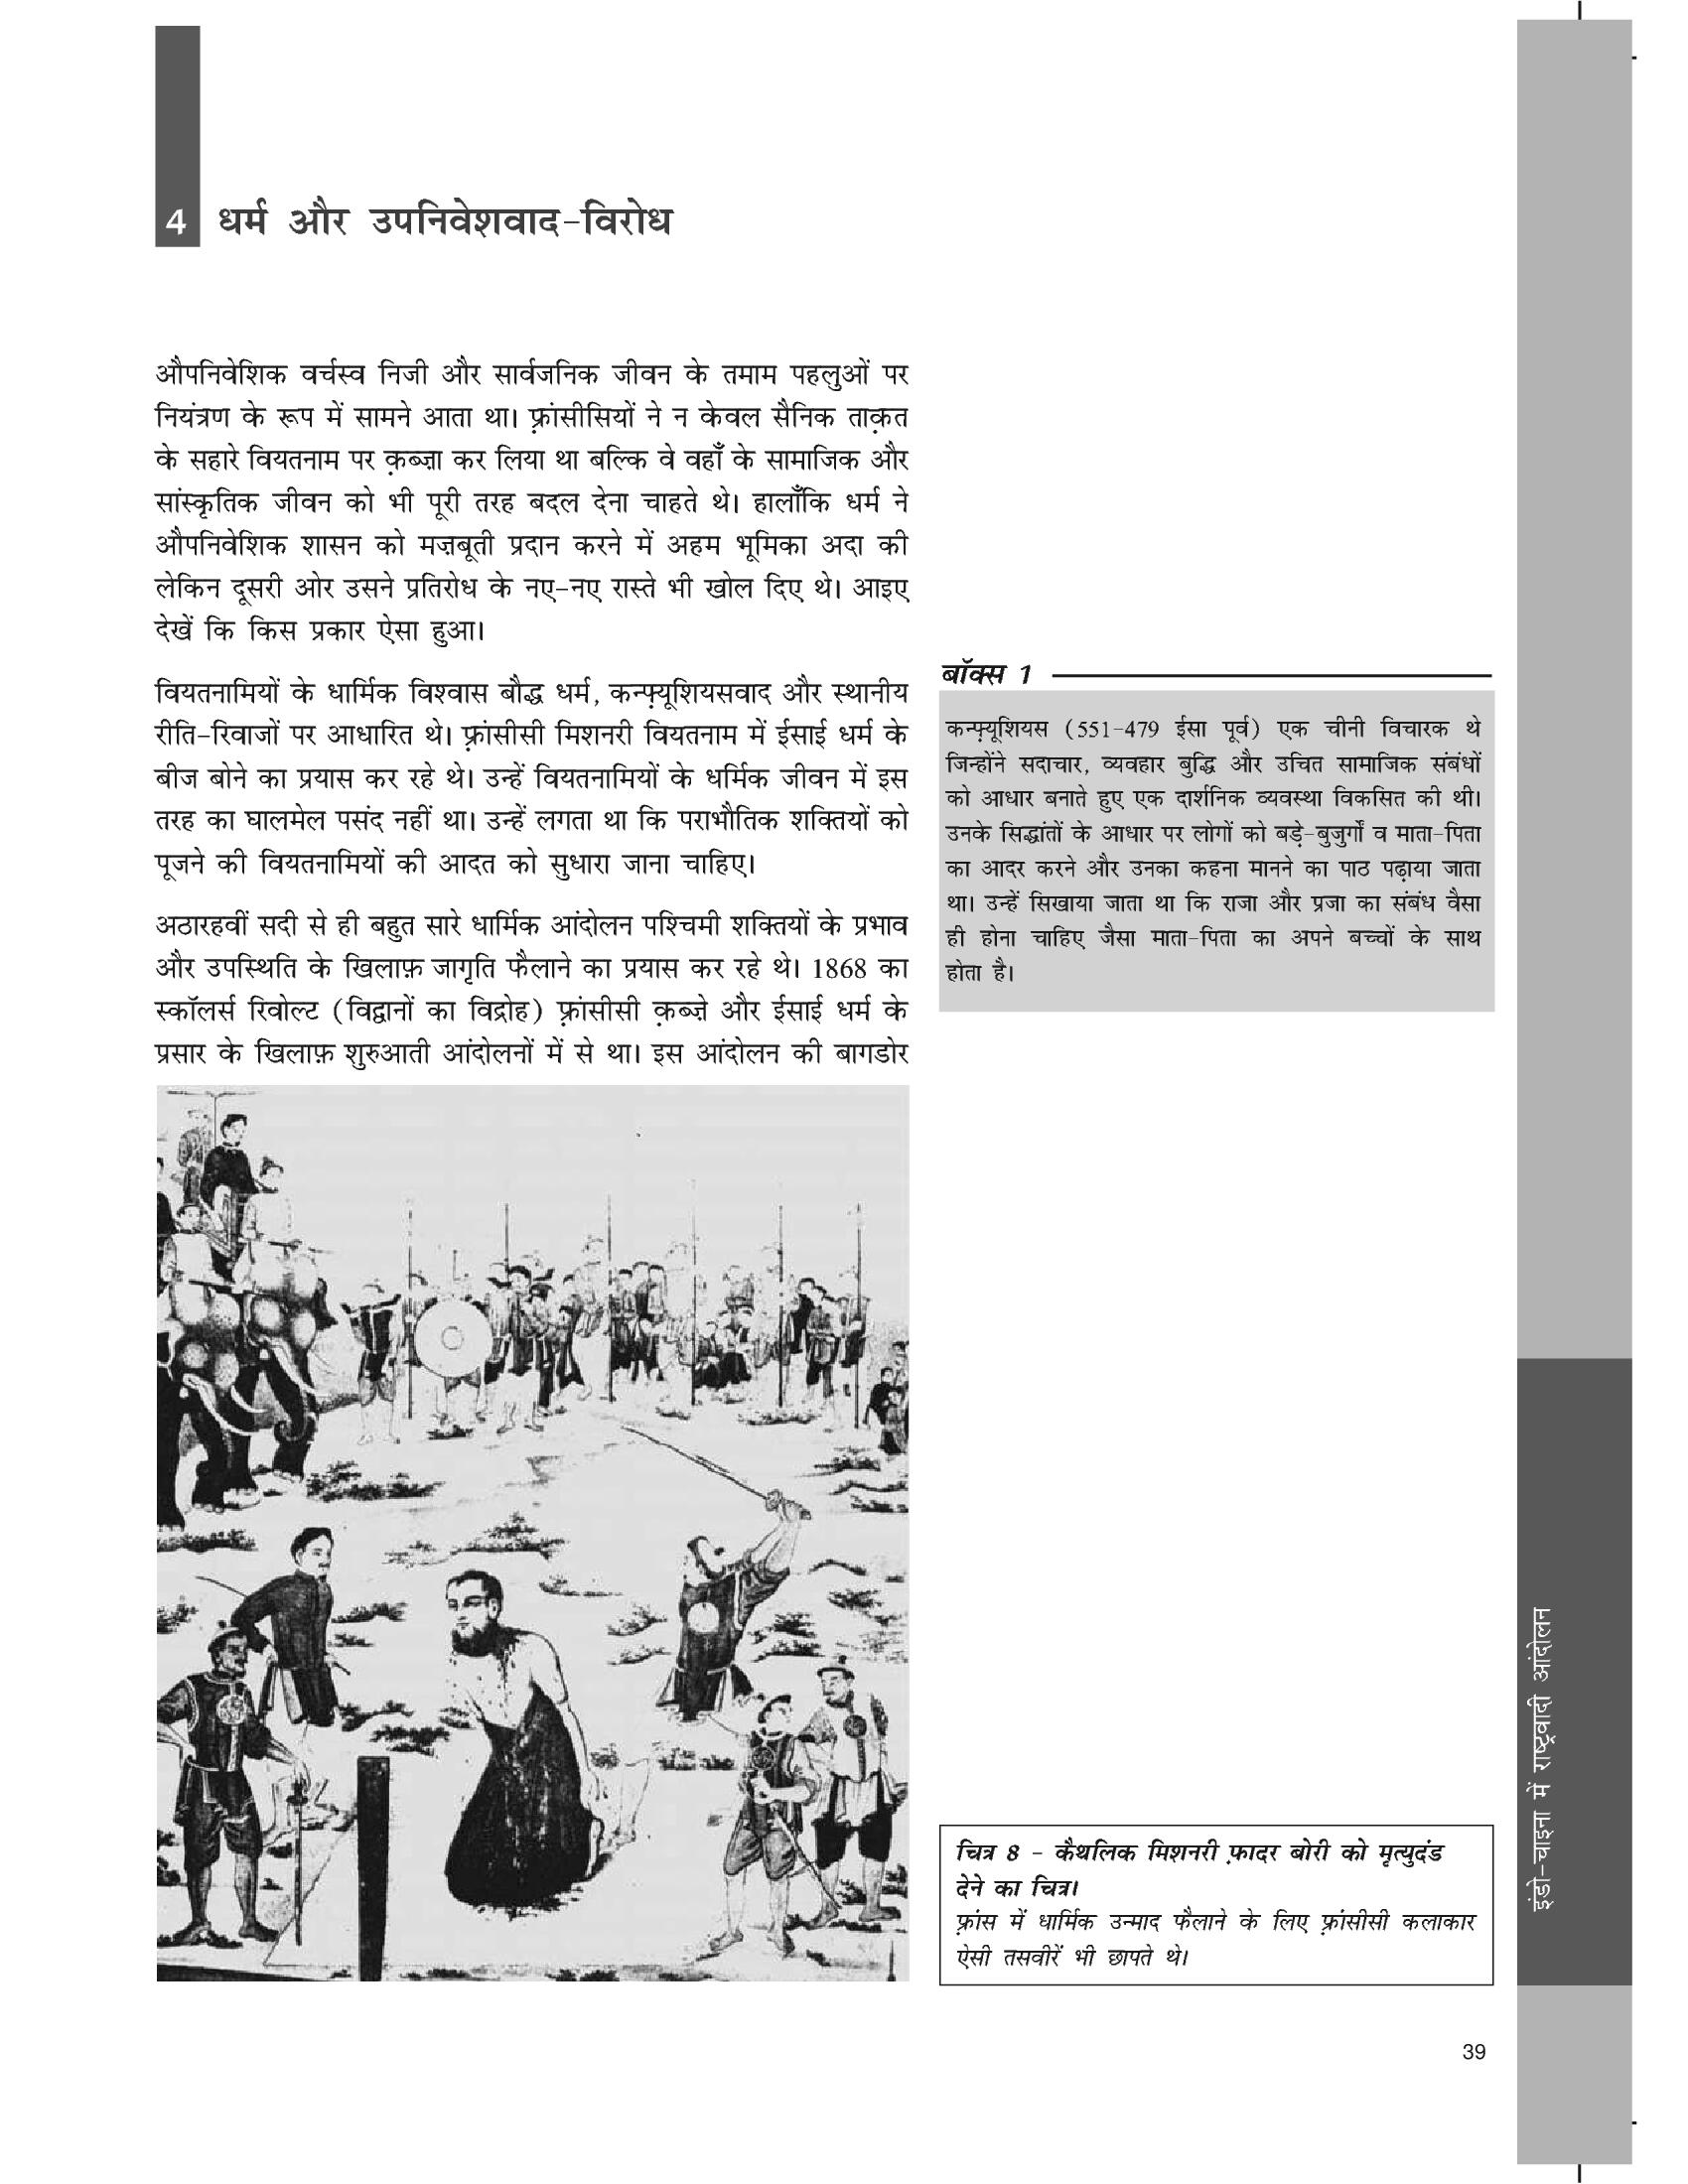 4 धर्म और उपनिवेशवाद-विरोध
औपनिवेशिक वर्चस्व निजी और सार्वजनिक जीवन के तमाम पहलुओं पर
नियंत्रण के रूप में सामने आता था। फ़्रांसीसियों ने न केवल सैनिक ताक़त
के सहारे वियतनाम पर क़ब्ज़ा कर लिया था बल्कि वे वहाँ के सामाजिक और
सांस्कृतिक जीवन को भी पूरी तरह बदल देना चाहते थे। हालाँकि धर्म ने
औपनिवेशिक शासन को मज़बूती प्रदान करने में अहम भूमिका अदा की
लेकिन दूसरी ओर उसने प्रतिरोध के नए-नए रास्ते भी खोल दिए थे। आइए
देखें कि किस प्रकार ऐसा हुआ।
वियतनामियों के धार्मिक विश्वास बौद्ध धर्म, कन्फ़्यूशियसवाद और स्थानीय
रीति-रिवाजों पर आधारित थे। फ़्रांसीसी मिशनरी वियतनाम में ईसाई धर्म के
बीज बोने का प्रयास कर रहे थे। उन्हें वियतनामियों के धर्मिक जीवन में इस
तरह का घालमेल पसंद नहीं था। उन्हें लगता था कि पराभौतिक शक्तियों को
पूजने की वियतनामियों की आदत को सुधारा जाना चाहिए।
अठारहवीं सदी से ही बहुत सारे धार्मिक आंदोलन पश्चिमी शक्तियों के प्रभाव
और उपस्थिति के खिलाफ़ जागृति फैलाने का प्रयास कर रहे थे। 1868 का
स्कॉलर्स रिवोल्ट (विद्वानों का विद्रोह) फ़्रांसीसी क़ब्ज़े और ईसाई धर्म के
प्रसार के खिलाफ़ शुरुआती आंदोलनों में से था। इस आंदोलन की बागडोर
बॉक्स 1
कन्फ़्यूशियस (551-479 ईसा पूर्व) एक चीनी विचारक थे
जिन्होंने सदाचार, व्यवहार बुद्धि और उचित सामाजिक संबंधों
को आधार बनाते हुए एक दार्शनिक व्यवस्था विकसित की थी।
उनके सिद्धांतों के आधार पर लोगों को बड़े-बुजुर्गों व माता-पिता
का आदर करने और उनका कहना मानने का पाठ पढ़ाया जाता
था। उन्हें सिखाया जाता था कि राजा और प्रजा का संबंध वैसा
ही होना चाहिए जैसा माता-पिता का अपने बच्चों के साथ
होता है।
चित्र 8 - कैथलिक मिशनरी फ़ादर बोरी को मृत्युदंड
देने का चित्र।
फ़्रांस में धार्मिक उन्माद फैलाने के लिए फ़्रांसीसी कलाकार
ऐसी तसवीरें भी छापते थे।
इंडो-चाइना में राष्ट्रवादी आंदोलन
39